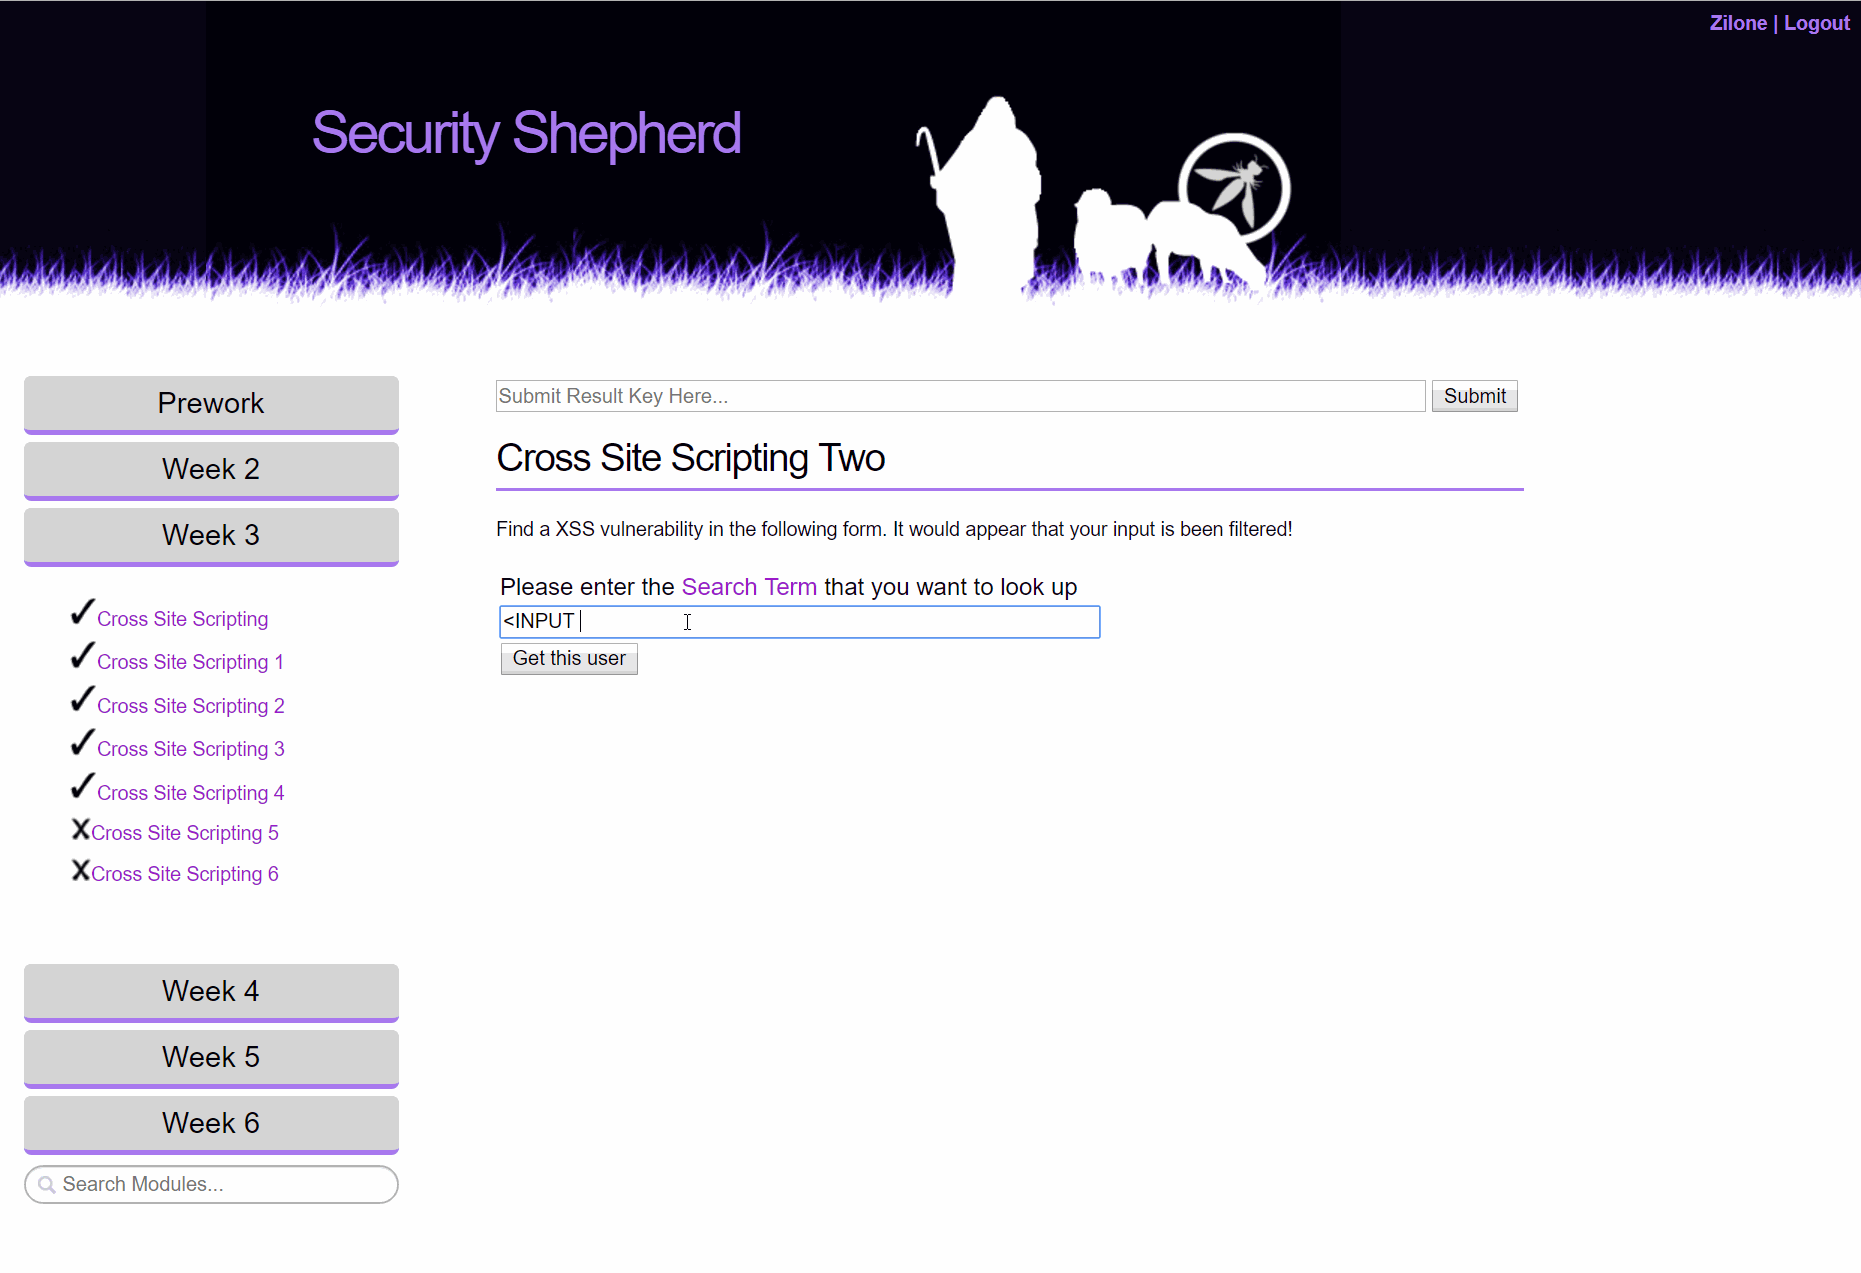 Zilone | Logout
Security Shepherd
Prework
Week 2
Week 3
Cross Site Scripting
Cross Site Scripting 1
Cross Site Scripting 2
Cross Site Scripting 3
Cross Site Scripting 4
Cross Site Scripting 5
Cross Site Scripting 6
Week 4
Week 5
Week 6
Search Modules...
Submit Result Key Here...
Submit
Cross Site Scripting Two
Find a XSS vulnerability in the following form. It would appear that your input is been filtered!
Please enter the Search Term that you want to look up
<INPUT
Get this user